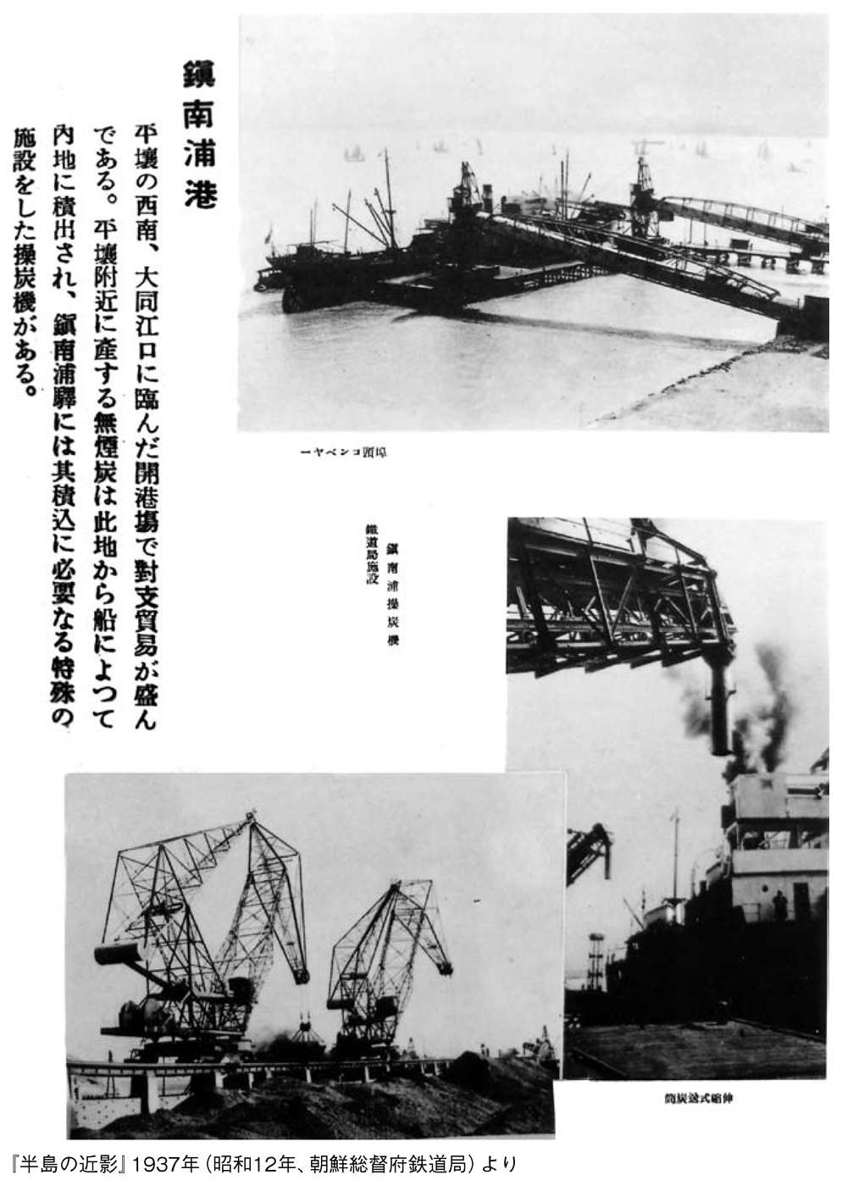 鎭南浦港
平壤の西南、大同江口に臨んだ開港場で對支貿易が盛ん
である。平壤附近に產する無煙炭は此地から船によつて
內地に積出され、鎭南浦驛には其積込に必要なる特殊の
施設をした操炭機がある。
埠頭コンベヤー
鎭南浦操炭機
鐵道局施設
伸縮式送炭筒
『半島の近影』1937年（昭和12年、朝鮮総督府鉄道局）より